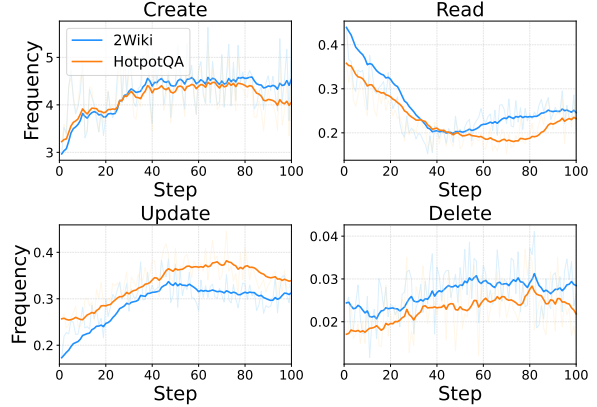 Create
Read
Frequency
5
4
3
2Wiki
HotpotQA
0.4
0.3
0.2
0 20 40 60 80 100
0 20 40 60 80 100
Step
Step
Update
Delete
Frequency
0.4
0.3
0.2
0.04
0.03
0.02
0 20 40 60 80 100
0 20 40 60 80 100
Step
Step